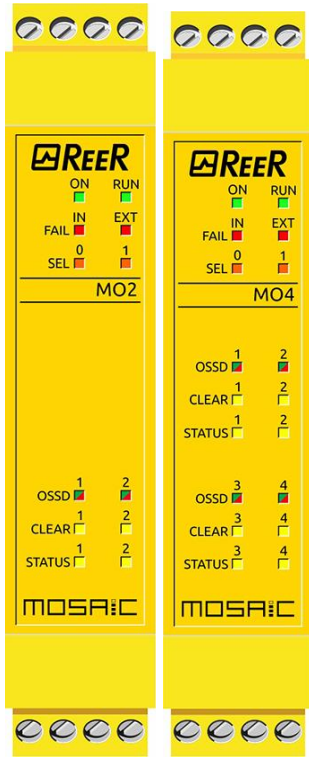 REER
ON RUN
IN EXT
FAIL
0 1
SEL
MO2
1 2
OSSD
1 2
CLEAR
1 2
STATUS
MOSAIC
REER
ON RUN
IN EXT
FAIL
0 1
SEL
MO4
1 2
OSSD
1 2
CLEAR
1 2
STATUS
3 4
OSSD
3 4
CLEAR
3 4
STATUS
MOSAIC